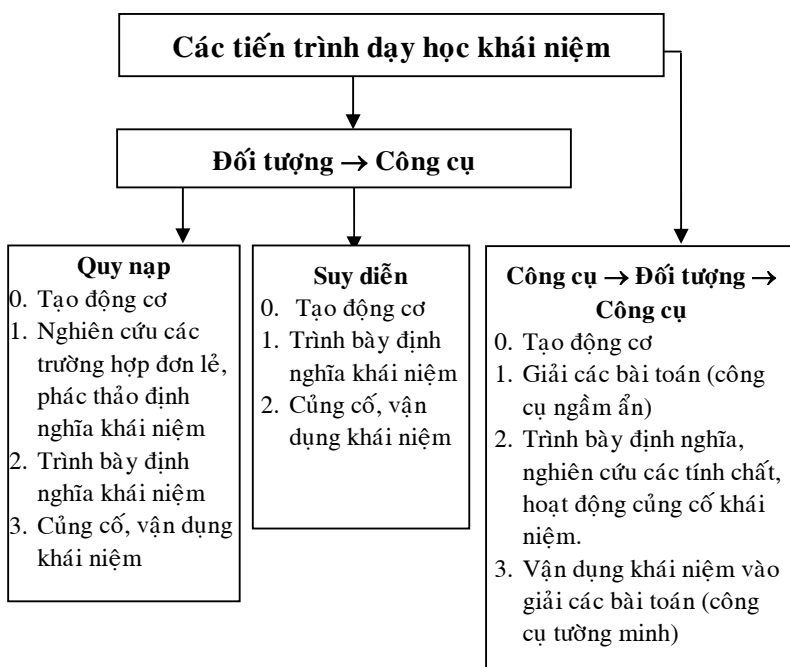 Các tiến trình dạy học khái niệm
Đối tượng → Công cụ
Quy nạp
0. Tạo động cơ
1. Nghiên cứu các
trường hợp đơn lẻ,
phác thảo định
nghĩa khái niệm
2. Trình bày định
nghĩa khái niệm
3. Củng cố, vận dụng
khái niệm
Suy diễn
0. Tạo động cơ
1. Trình bày định
nghĩa khái niệm
2. Củng cố, vận
dụng khái niệm
Công cụ → Đối tượng →
Công cụ
0. Tạo động cơ
1. Giải các bài toán (công
cụ ngầm ẩn)
2. Trình bày định nghĩa,
nghiên cứu các tính chất,
hoạt động củng cố khái
niệm.
3. Vận dụng khái niệm vào
giải các bài toán (công
cụ tường minh)